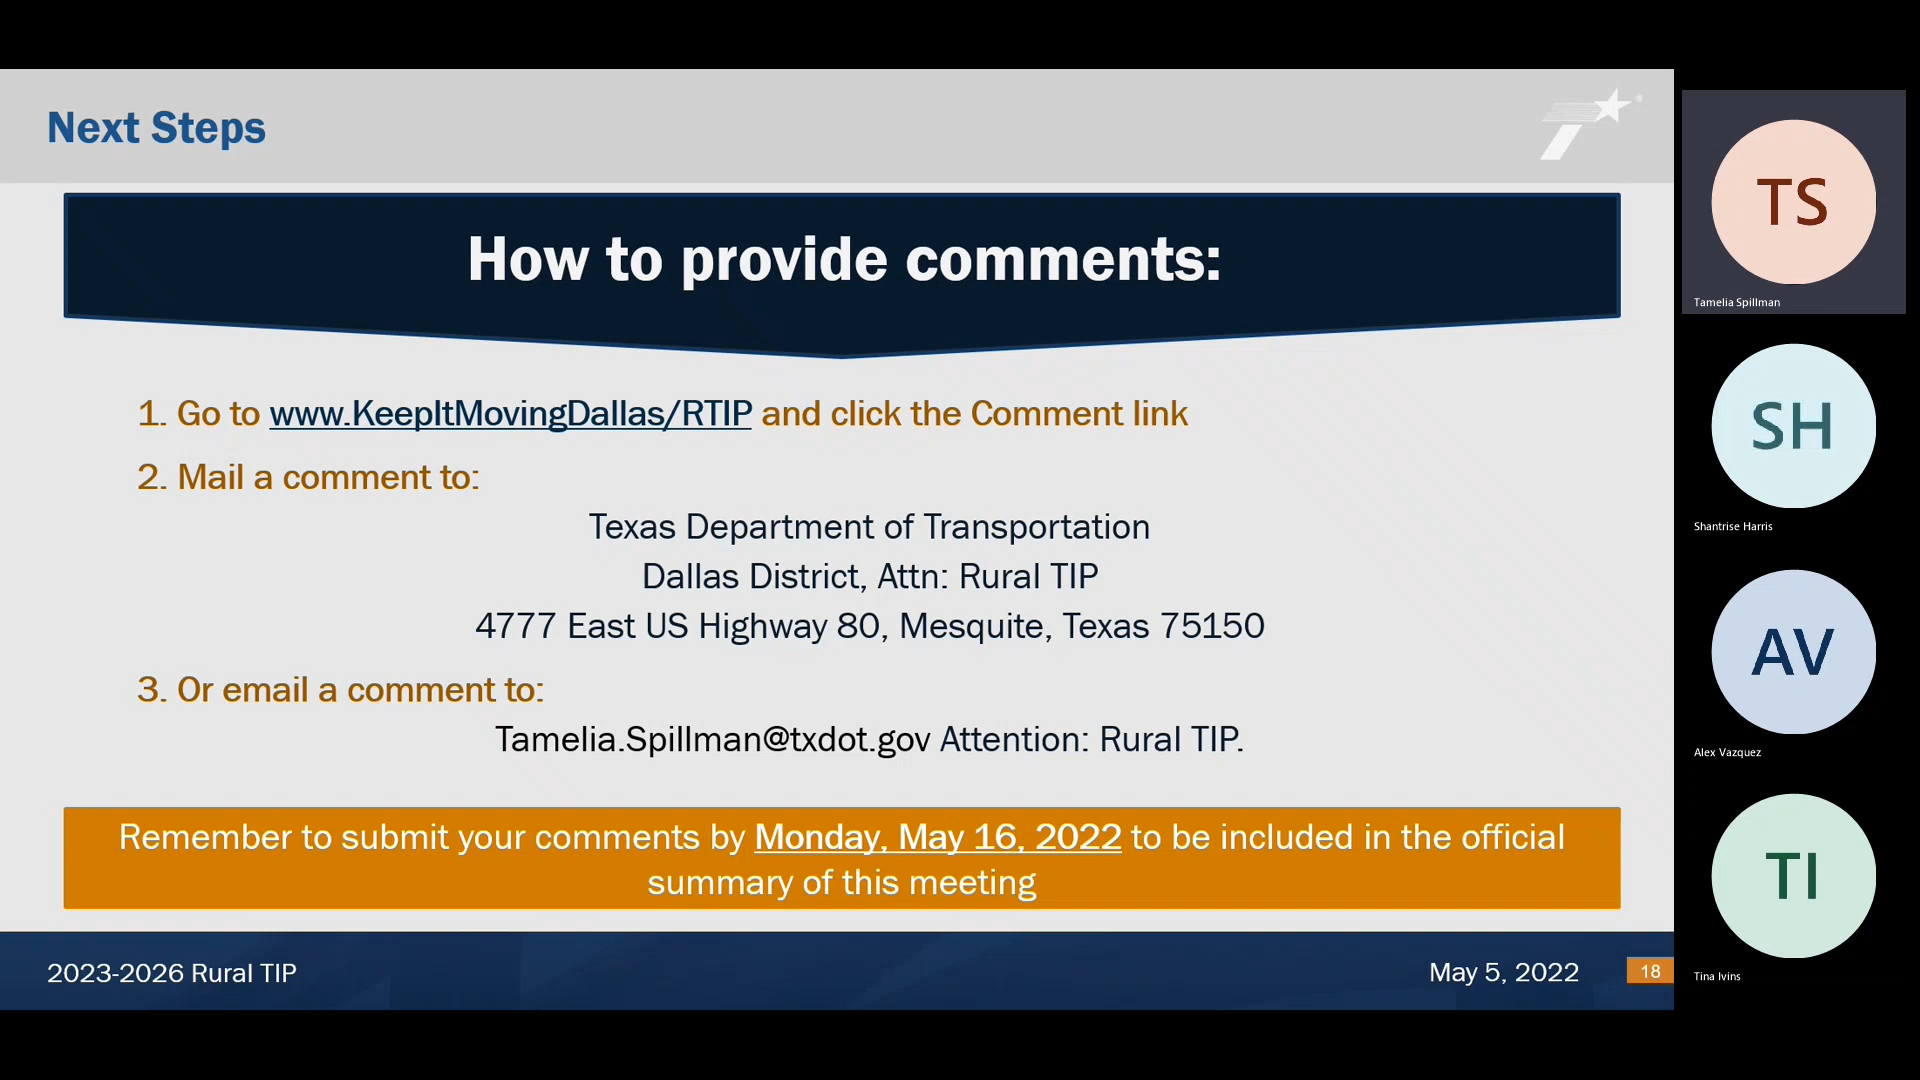 Next Steps
How to provide comments:
1. Go to www.KeepItMovingDallas/RTIP and click the Comment link
2. Mail a comment to:
Texas Department of Transportation
Dallas District, Attn: Rural TIP
4777 East US Highway 80, Mesquite, Texas 75150
3. Or email a comment to:
Tamelia.Spillman@txdot.gov Attention: Rural TIP.
Remember to submit your comments by Monday, May 16, 2022 to be included in the official
summary of this meeting
2023-2026 Rural TIP
May 5, 2022
18
TS
Tamelia Spillman
SH
Shantrise Harris
AV
Alex Vazquez
TI
Tina Ivins